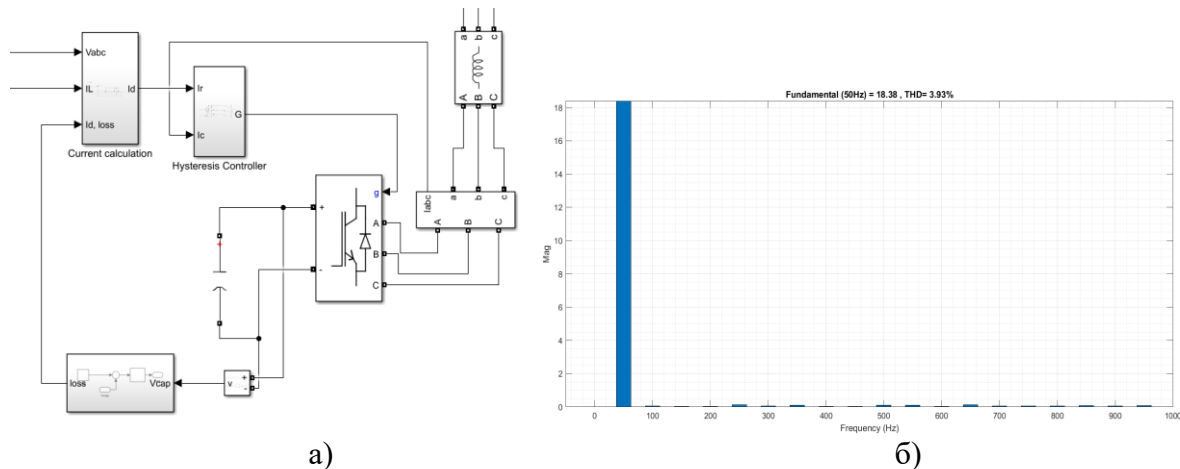 a b c
A B C
Vabc
IL Id
Id, loss
Current calculation
Ir
G
Ic
Hysteresis Controller
g
+ A
B
- C
Iabc
a b c
A B C
+
loss Vcap
v + -
Fundamental (50Hz) = 18.38 , THD= 3.93%
Mag
18
16
14
12
10
8
6
4
2
0
0 100 200 300 400 500 600 700 800 900 1000
Frequency (Hz)
а) б)